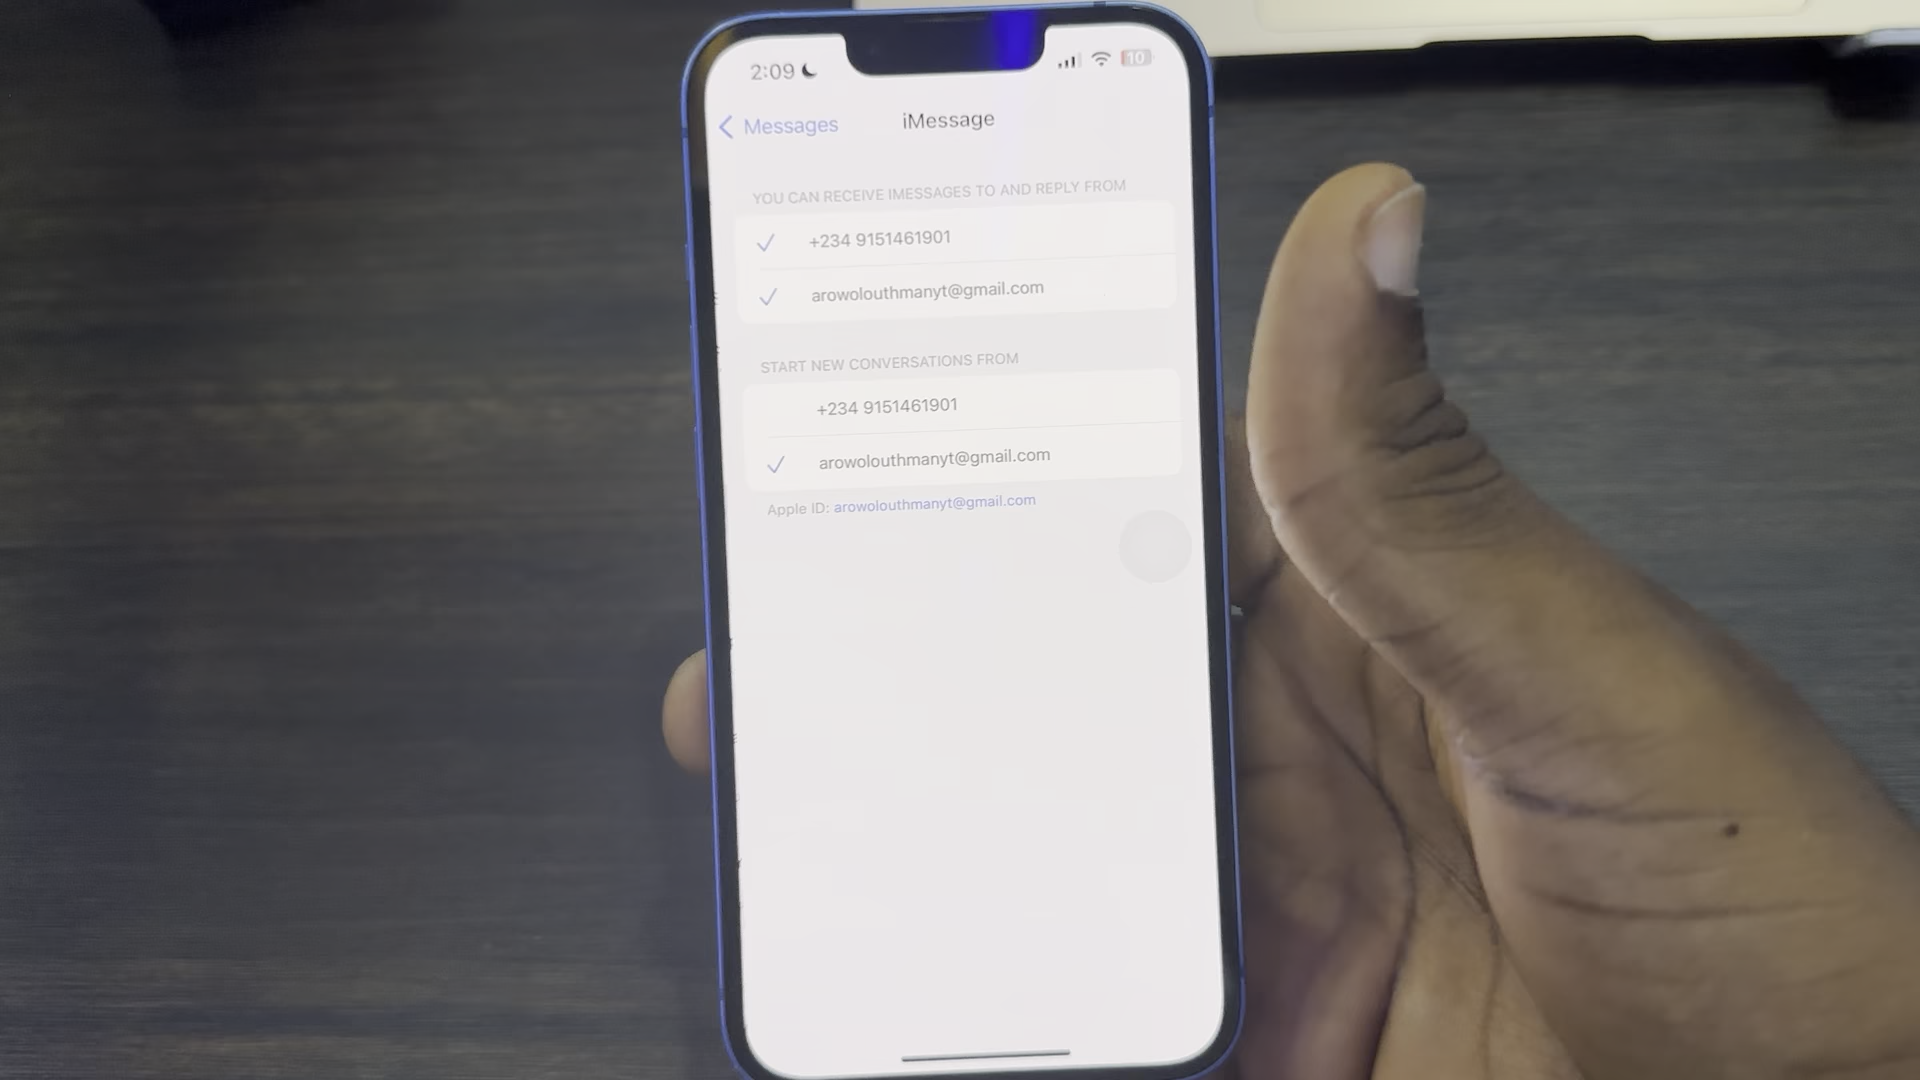 2:09
10
Messages
iMessage
YOU CAN RECEIVE IMESSAGES TO AND REPLY FROM
+234 9151461901
arowolouthmanyt@gmail.com
START NEW CONVERSATIONS FROM
+234 9151461901
arowolouthmanyt@gmail.com
Apple ID: arowolouthmanyt@gmail.com